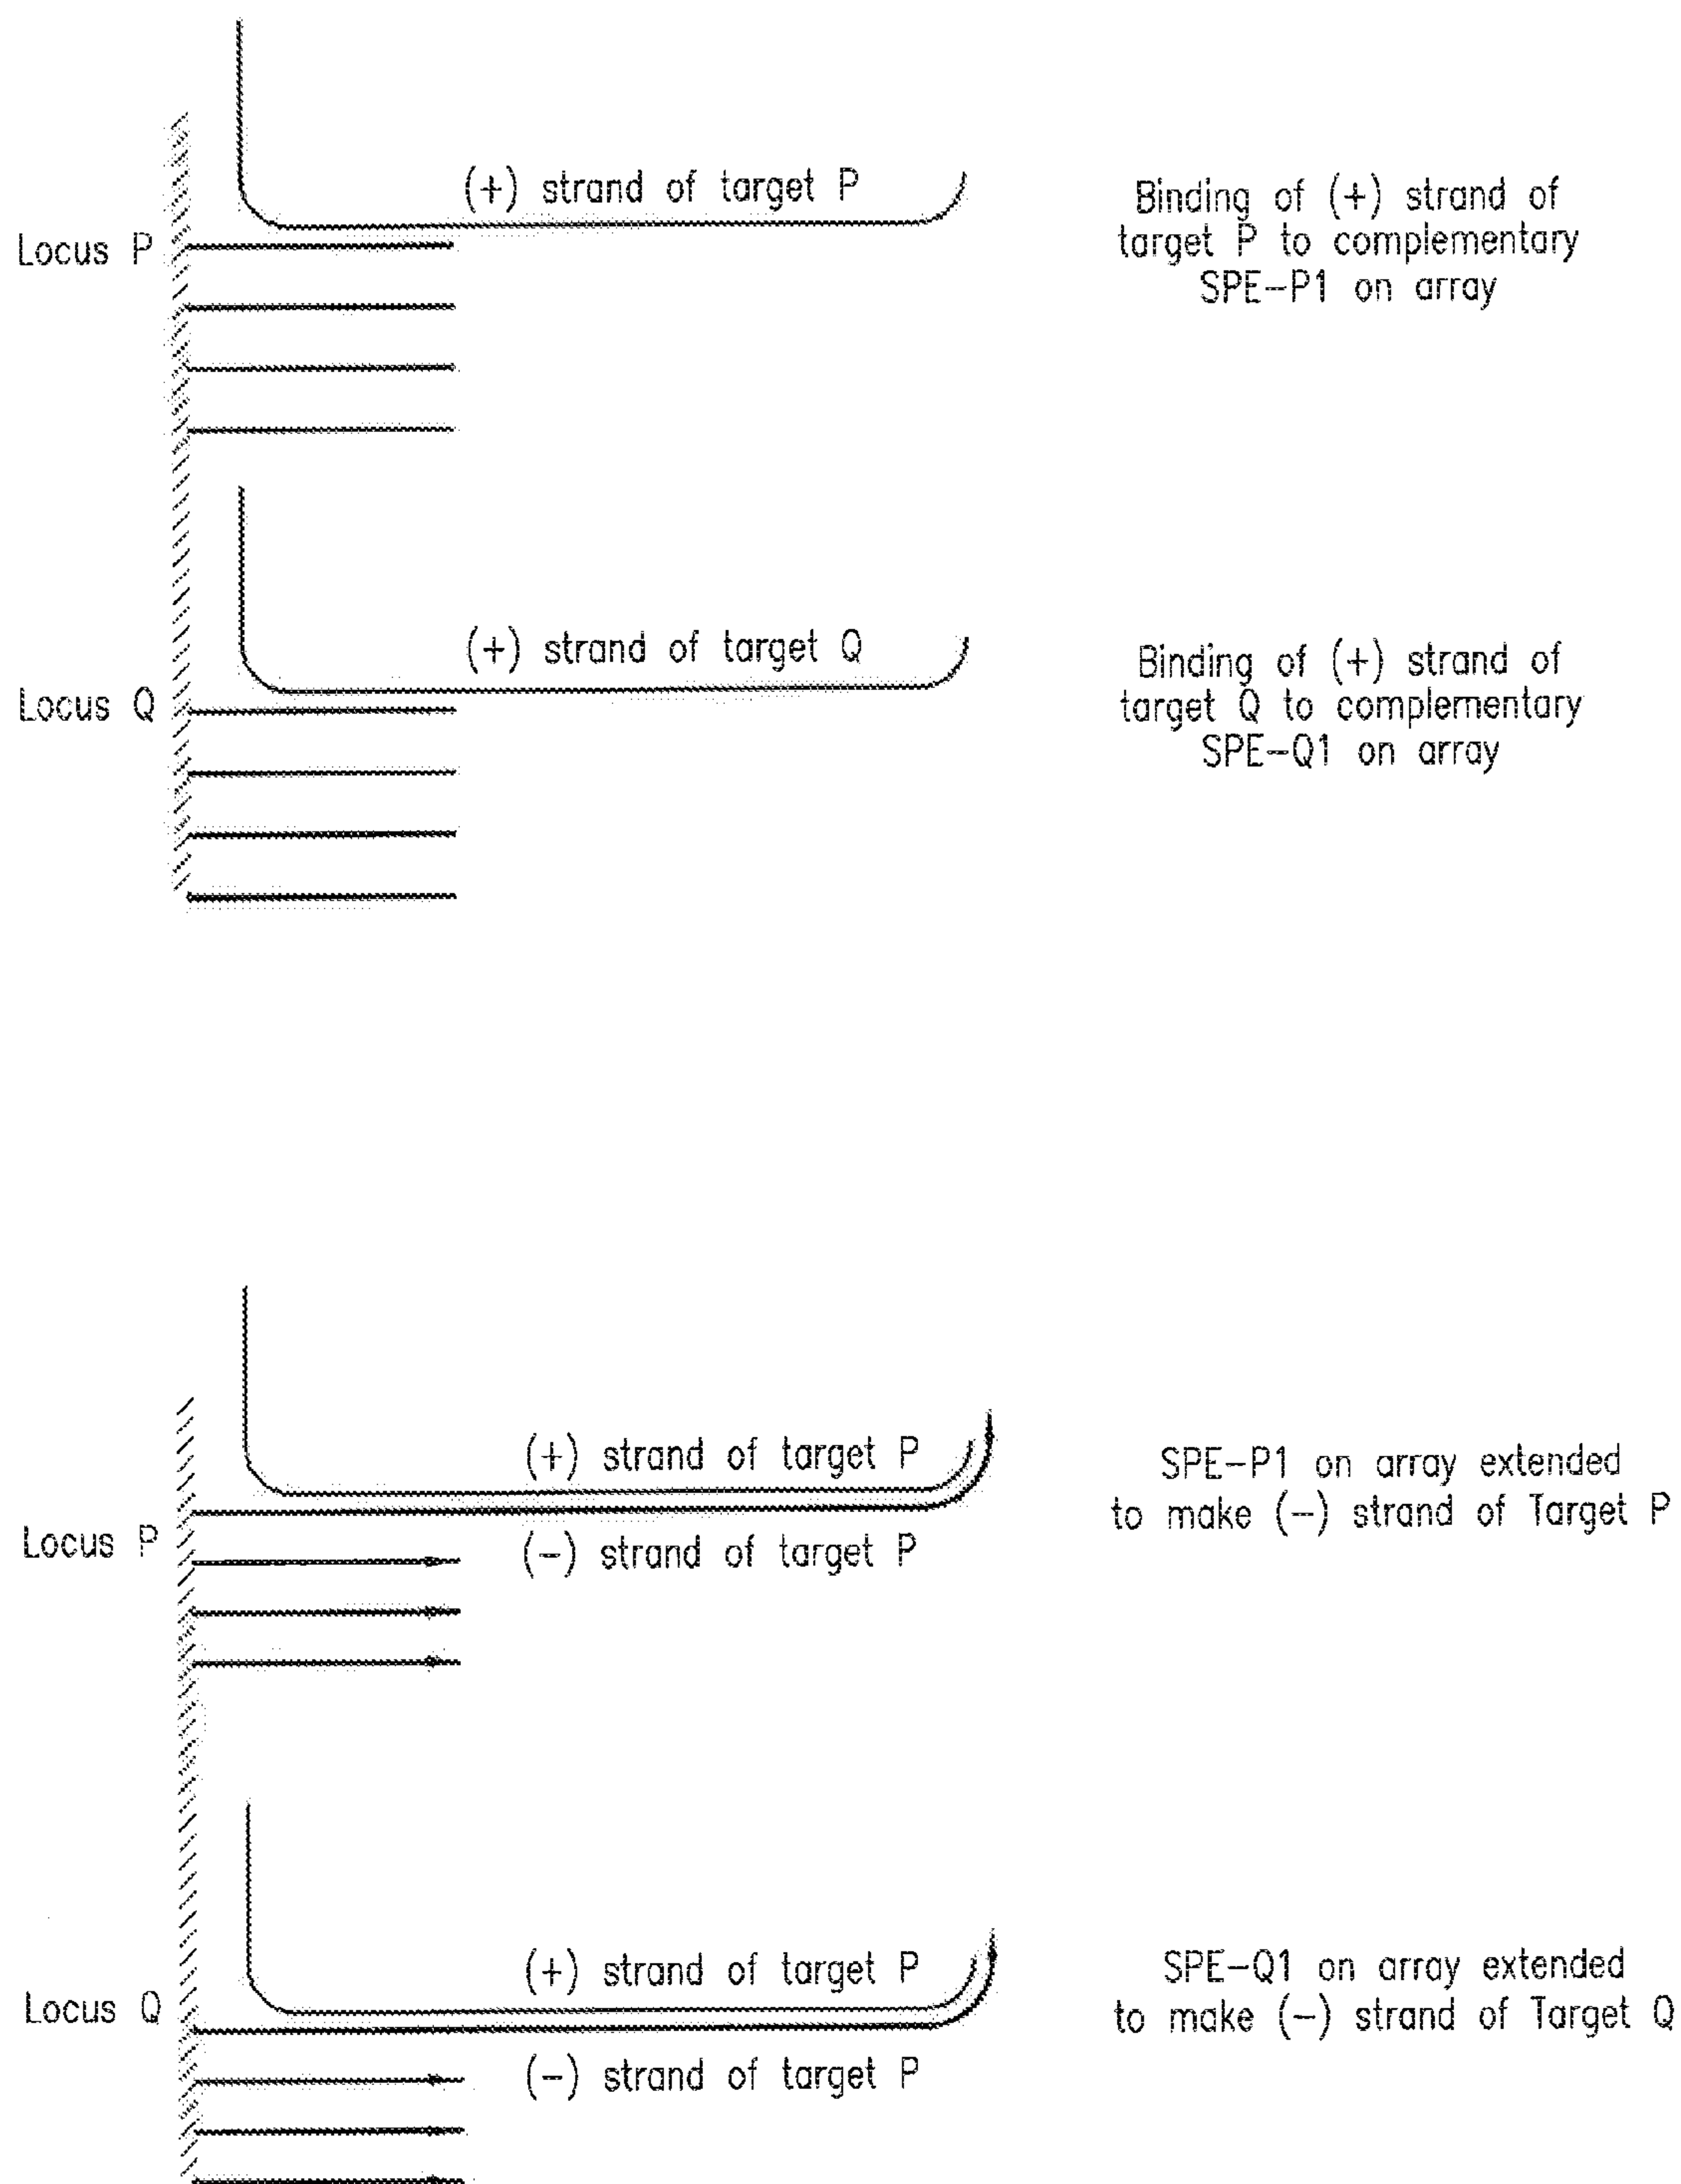 (+) strand of target P
Locus P
Binding of (+) strand of
target P to complementary
SPE-P1 on array
(+) strand of target Q
Locus Q
Binding of (+) strand of
target Q to complementary
SPE-Q1 on array
(+) strand of target P
Locus P
(-) strand of target P
SPE-P1 on array extended
to make (-) strand of Target P
(+) strand of target P
Locus Q
(-) strand of target P
SPE-Q1 on array extended
to make (-) strand of Target Q